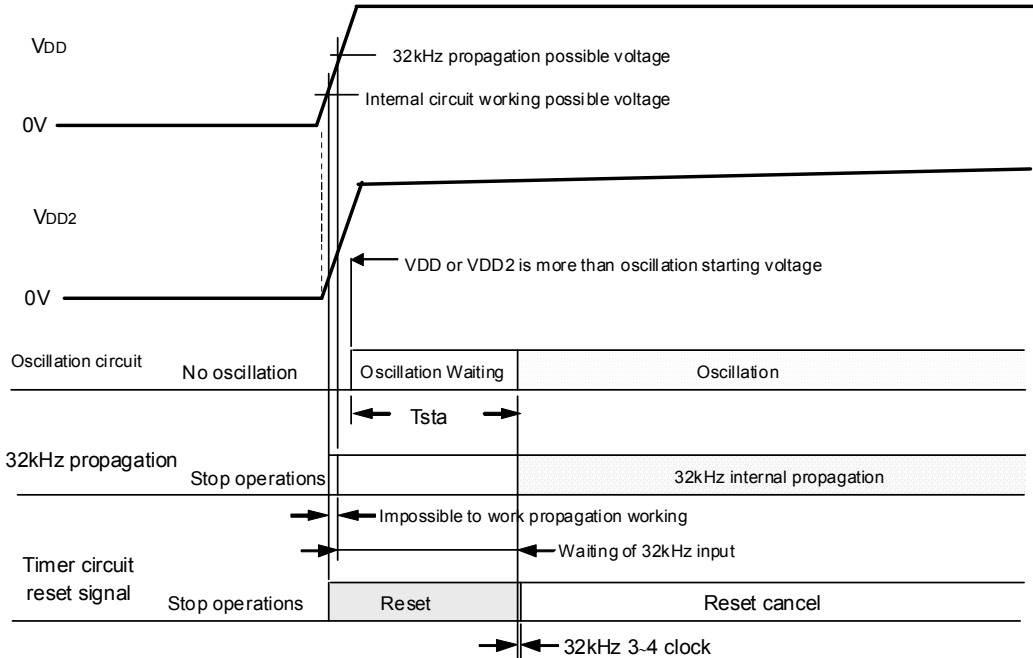 VDD
32kHz propagation possible voltage
Internal circuit working possible voltage
0V
VDD2
VDD or VDD2 is more than oscillation starting voltage
0V
Oscillation circuit
No oscillation
Oscillation Waiting
Oscillation
Tsta
32kHz propagation
Stop operations
32kHz internal propagation
Impossible to work propagation working
Waiting of 32kHz input
Timer circuit
reset signal
Stop operations
Reset
Reset cancel
32kHz 3~4 clock